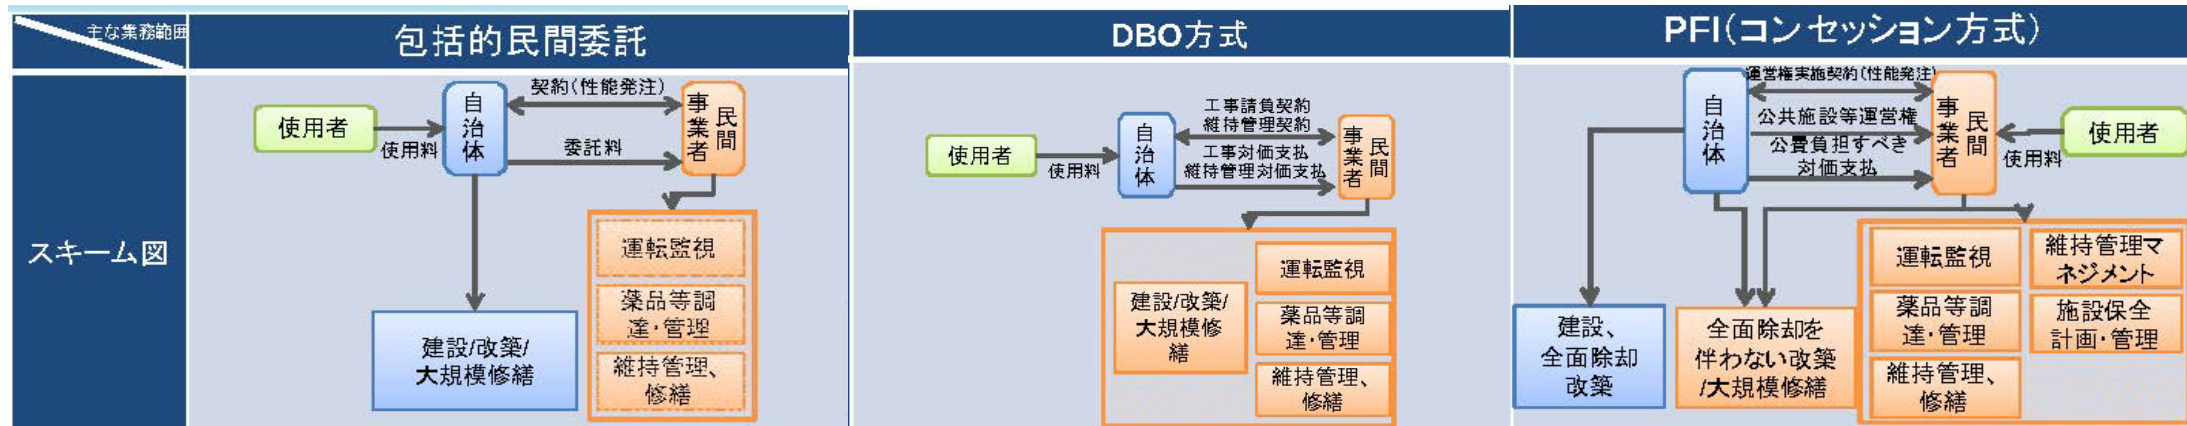 主な業務範囲
包括的民間委託
DBO方式
PFI(コンセッション方式)
スキーム図
使用者
使用料
自治体
契約(性能発注)
委託料
民間
事業者
建設/改築/
大規模修繕
運転監視
薬品等調
達・管理
維持管理、
修繕
使用者
使用料
自治体
工事請負契約
維持管理契約
工事対価支払
維持管理対価支払
民間
事業者
建設/改築/
大規模修
繕
運転監視
薬品等調
達・管理
維持管理、
修繕
自治体
運営権実施契約(性能発注)
公共施設等運営権
公費負担すべき
対価支払
民間
事業者
使用料
使用者
建設、
全面除却
改築
全面除却を
伴わない改築
/大規模修繕
運転監視
薬品等調
達・管理
維持管理、
修繕
維持管理マ
ネジメント
施設保全
計画・管理